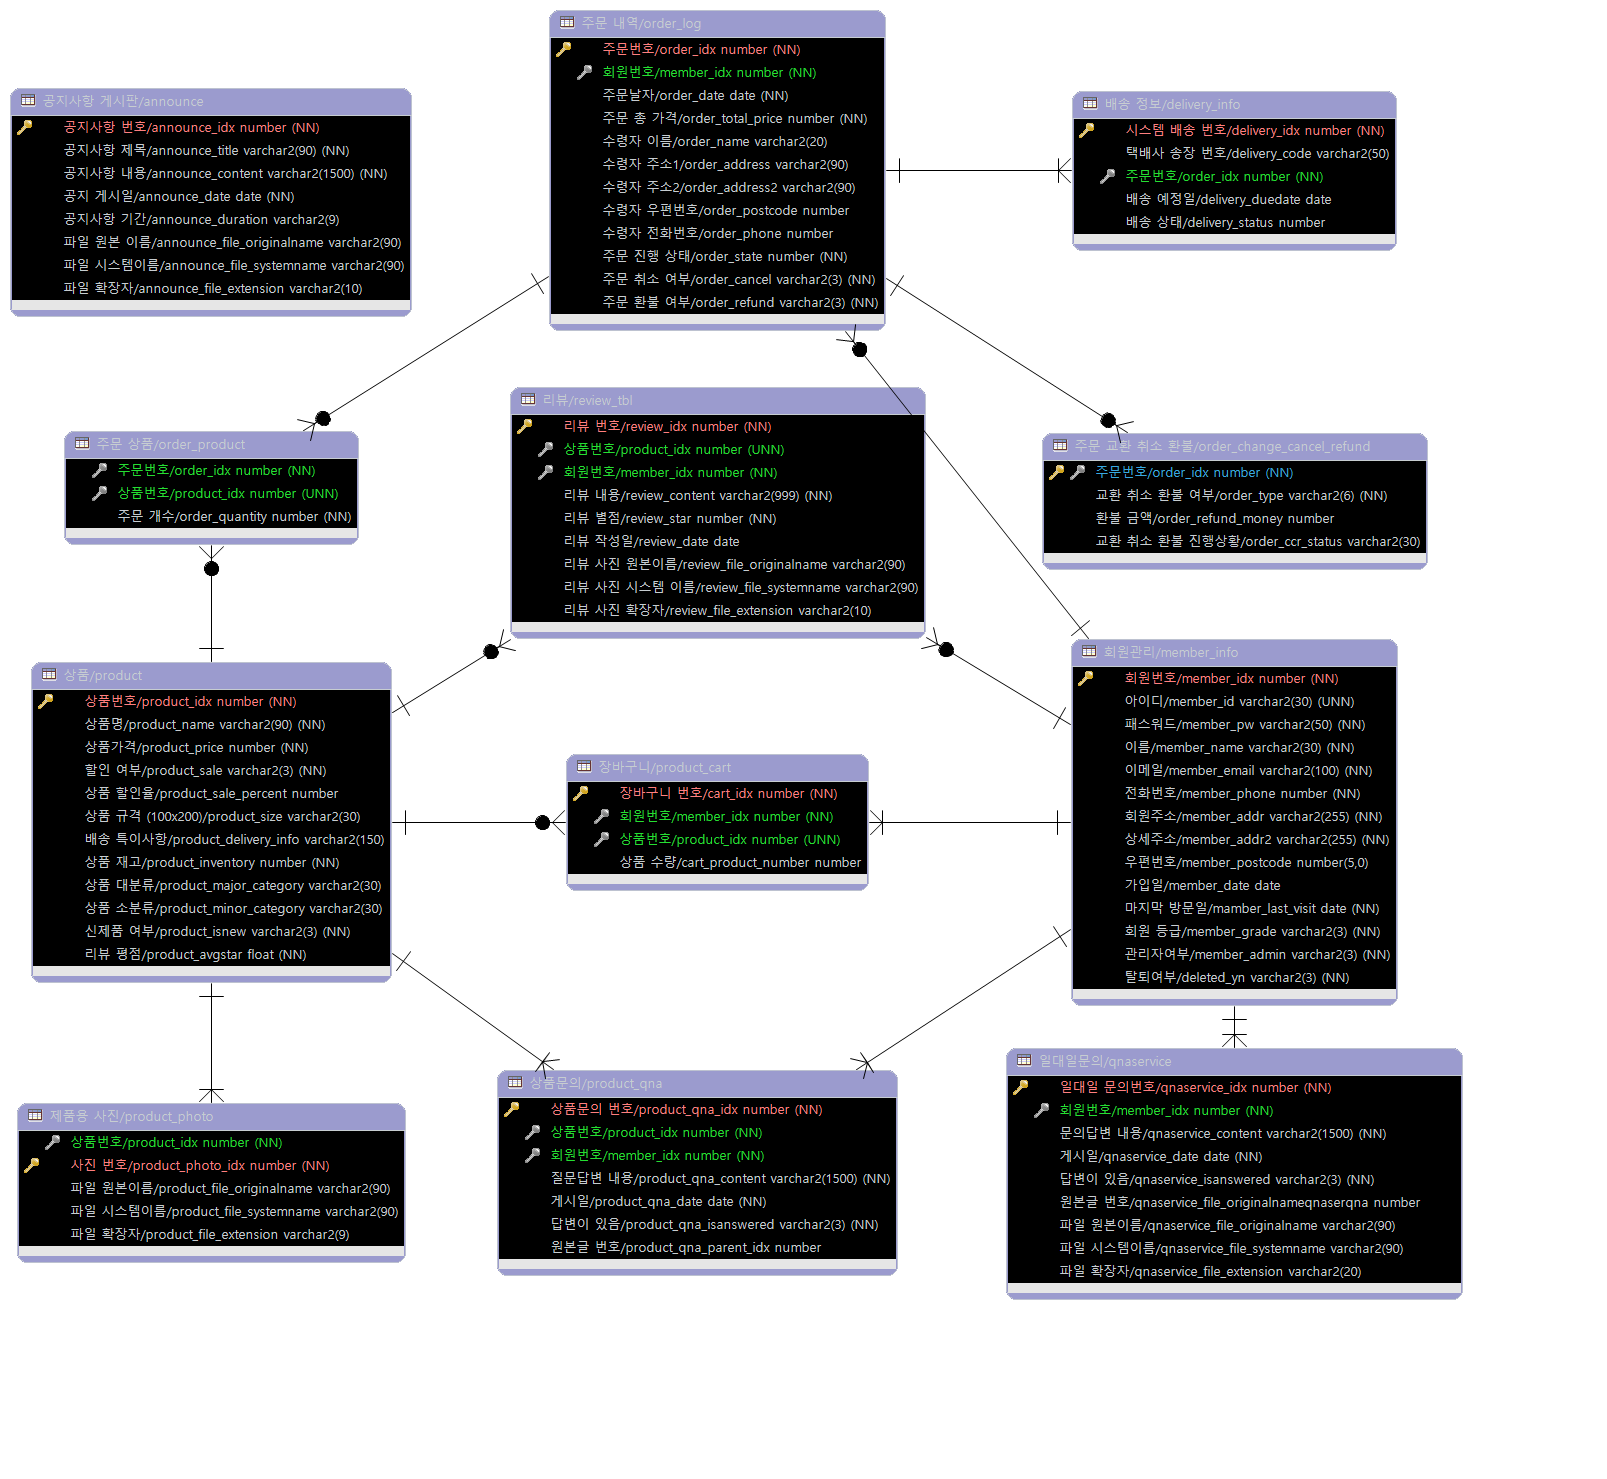 주문 내역/order_log
주문번호/order_idx number (NN)
회원번호/member_idx number (NN)
주문날자/order_date date (NN)
주문 총 가격/order_total_price number (NN)
수령자 이름/order_name varchar2(20)
수령자 주소1/order_address varchar2(90)
수령자 주소2/order_address2 varchar2(90)
수령자 우편번호/order_postcode number
수령자 전화번호/order_phone number
주문 진행 상태/order_state number (NN)
주문 취소 여부/order_cancel varchar2(3) (NN)
주문 환불 여부/order_refund varchar2(3) (NN)
공지사항 게시판/announce
공지사항 번호/announce_idx number (NN)
공지사항 제목/announce_title varchar2(90) (NN)
공지사항 내용/announce_content varchar2(1500) (NN)
공지 게시일/announce_date date (NN)
공지사항 기간/announce_duration varchar2(9)
파일 원본 이름/announce_file_originalname varchar2(90)
파일 시스템이름/announce_file_systemname varchar2(90)
파일 확장자/announce_file_extension varchar2(10)
배송 정보/delivery_info
시스템 배송 번호/delivery_idx number (NN)
택배사 송장 번호/delivery_code varchar2(50)
주문번호/order_idx number (NN)
배송 예정일/delivery_duedate date
배송 상태/delivery_status number
리뷰/review_tbl
리뷰 번호/review_idx number (NN)
상품번호/product_idx number (UNN)
회원번호/member_idx number (NN)
리뷰 내용/review_content varchar2(999) (NN)
리뷰 별점/review_star number (NN)
리뷰 작성일/review_date date
리뷰 사진 원본이름/review_file_originalname varchar2(90)
리뷰 사진 시스템 이름/review_file_systemname varchar2(90)
리뷰 사진 확장자/review_file_extension varchar2(10)
주문 상품/order_product
주문번호/order_idx number (NN)
상품번호/product_idx number (UNN)
주문 개수/order_quantity number (NN)
주문 교환 취소 환불/order_change_cancel_refund
주문번호/order_idx number (NN)
교환 취소 환불 여부/order_type varchar2(6) (NN)
환불 금액/order_refund_money number
교환 취소 환불 진행상황/order_ccr_status varchar2(30)
상품/product
상품번호/product_idx number (NN)
상품명/product_name varchar2(90) (NN)
상품가격/product_price number (NN)
할인 여부/product_sale varchar2(3) (NN)
상품 할인율/product_sale_percent number
상품 규격 (100x200)/product_size varchar2(30)
배송 특이사항/product_delivery_info varchar2(150)
상품 재고/product_inventory number (NN)
상품 대분류/product_major_category varchar2(30)
상품 소분류/product_minor_category varchar2(30)
신제품 여부/product_isnew varchar2(3) (NN)
리뷰 평점/product_avgstar float (NN)
장바구니/product_cart
장바구니 번호/cart_idx number (NN)
회원번호/member_idx number (NN)
상품번호/product_idx number (UNN)
상품 수량/cart_product_number number
회원관리/member_info
회원번호/member_idx number (NN)
아이디/member_id varchar2(30) (UNN)
패스워드/member_pw varchar2(50) (NN)
이름/member_name varchar2(30) (NN)
이메일/member_email varchar2(100) (NN)
전화번호/member_phone number (NN)
회원주소/member_addr varchar2(255) (NN)
상세주소/member_addr2 varchar2(255) (NN)
우편번호/member_postcode number(5,0)
가입일/member_date date
마지막 방문일/mamber_last_visit date (NN)
회원 등급/member_grade varchar2(3) (NN)
관리자여부/member_admin varchar2(3) (NN)
탈퇴여부/deleted_yn varchar2(3) (NN)
제품용 사진/product_photo
상품번호/product_idx number (NN)
사진 번호/product_photo_idx number (NN)
파일 원본이름/product_file_originalname varchar2(90)
파일 시스템이름/product_file_systemname varchar2(90)
파일 확장자/product_file_extension varchar2(9)
상품문의/product_qna
상품문의 번호/product_qna_idx number (NN)
상품번호/product_idx number (NN)
회원번호/member_idx number (NN)
질문답변 내용/product_qna_content varchar2(1500) (NN)
게시일/product_qna_date date (NN)
답변이 있음/product_qna_isanswered varchar2(3) (NN)
원본글 번호/product_qna_parent_idx number
일대일문의/qnaservice
일대일 문의번호/qnaservice_idx number (NN)
회원번호/member_idx number (NN)
문의답변 내용/qnaservice_content varchar2(1500) (NN)
게시일/qnaservice_date date (NN)
답변이 있음/qnaservice_isanswered varchar2(3) (NN)
원본글 번호/qnaservice_file_originalnameqnaserqna number
파일 원본이름/qnaservice_file_originalname varchar2(90)
파일 시스템이름/qnaservice_file_systemname varchar2(90)
파일 확장자/qnaservice_file_extension varchar2(20)